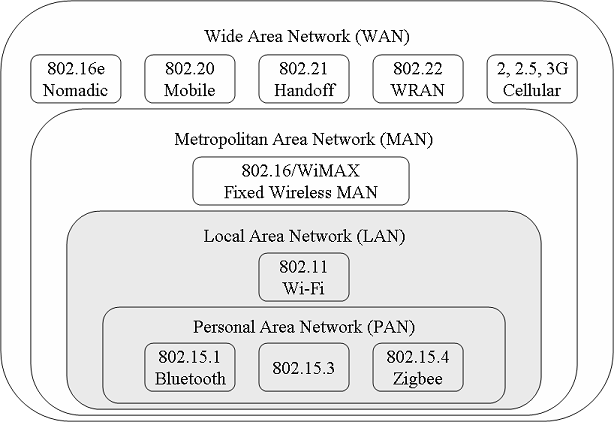 Wide Area Network (WAN)
802.16e
Nomadic
802.20
Mobile
802.21
Handoff
802.22
WRAN
2, 2.5, 3G
Cellular
Metropolitan Area Network (MAN)
802.16/WiMAX
Fixed Wireless MAN
Local Area Network (LAN)
802.11
Wi-Fi
Personal Area Network (PAN)
802.15.1
Bluetooth
802.15.3
802.15.4
Zigbee